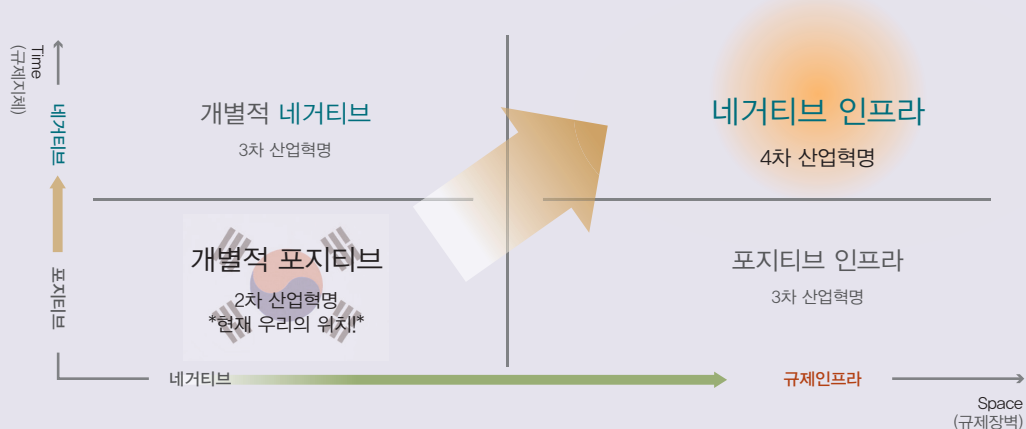 Time
(규제지체)
네거티브
포지티브
개별적 네거티브
3차 산업혁명
네거티브 인프라
4차 산업혁명
개별적 포지티브
2차 산업혁명
*현재 우리의 위치!*
포지티브 인프라
3차 산업혁명
네거티브
규제인프라
Space
(규제장벽)